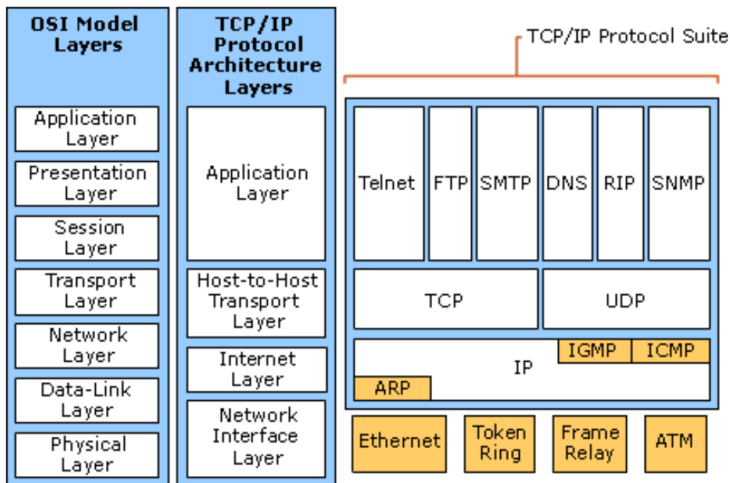 OSI Model
Layers
Application
Layer
Presentation
Layer
Session
Layer
Transport
Layer
Network
Layer
Data-Link
Layer
Physical
Layer
TCP/IP
Protocol
Architecture
Layers
Application
Layer
Host-to-Host
Transport
Layer
Internet
Layer
Network
Interface
Layer
TCP/IP Protocol Suite
Telnet
FTP
SMTP
DNS
RIP
SNMP
TCP
UDP
IP
IGMP
ICMP
ARP
Ethernet
Token
Ring
Frame
Relay
ATM